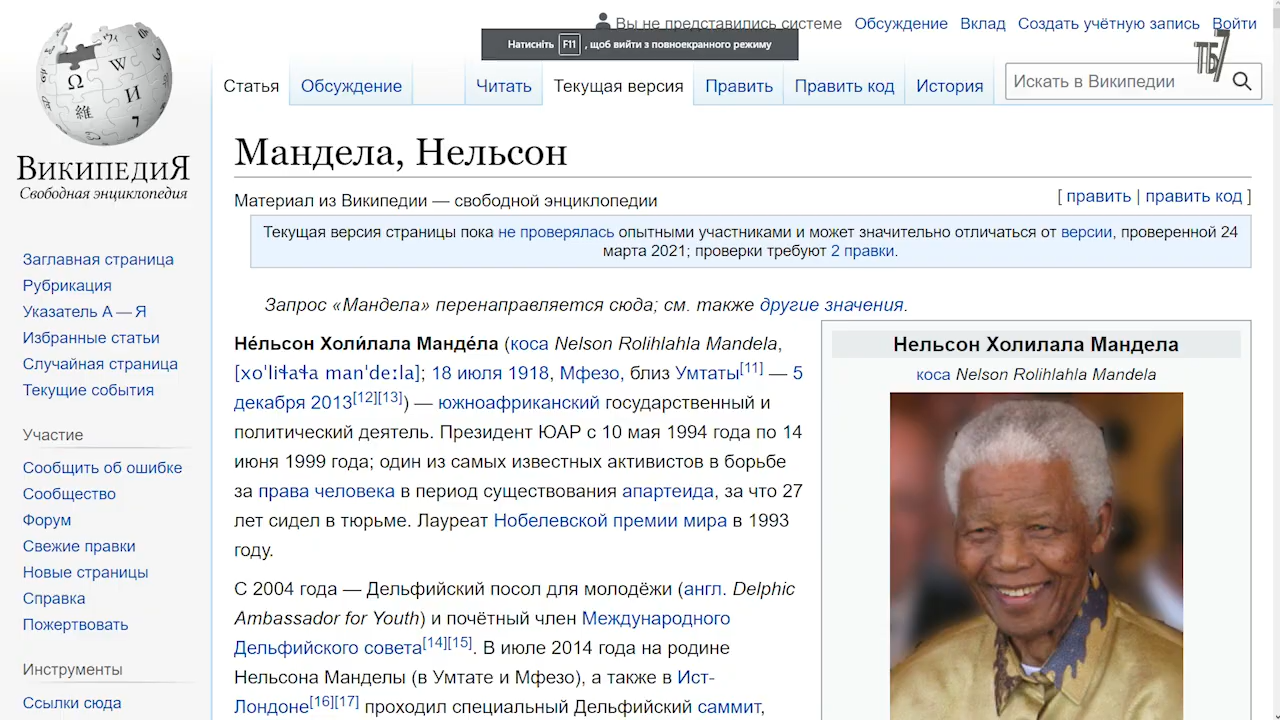 Вы не представились системе Обсуждение Вклад Создать учётную запись Войти
Натисніть F11 , щоб вийти з повноекранного режиму
ТБ7
Статья Обсуждение Читать Текущая версия Править Править код История Искать в Википедии
ВикипедиЯ
Свободная энциклопедия
Заглавная страница
Рубрикация
Указатель А — Я
Избранные статьи
Случайная страница
Текущие события
Участие
Сообщить об ошибке
Сообщество
Форум
Свежие правки
Новые страницы
Справка
Пожертвовать
Инструменты
Ссылки сюда
Мандела, Нельсон
Материал из Википедии — свободной энциклопедии
[ править | править код ]
Текущая версия страницы пока не проверялась опытными участниками и может значительно отличаться от версии, проверенной 24
марта 2021; проверки требуют 2 правки.
Запрос «Мандела» перенаправляется сюда; см. также другие значения.
Не́льсон Холи́лала Манде́ла (коса Nelson Rolihlahla Mandela,
[xoˈliɬaɬa manˈdeːla]; 18 июля 1918, Мфезо, близ Умтаты[11] — 5
декабря 2013[12][13]) — южноафриканский государственный и
политический деятель. Президент ЮАР с 10 мая 1994 года по 14
июня 1999 года; один из самых известных активистов в борьбе
за права человека в период существования апартеида, за что 27
лет сидел в тюрьме. Лауреат Нобелевской премии мира в 1993
году.
С 2004 года — Дельфийский посол для молодёжи (англ. Delphic
Ambassador for Youth) и почётный член Международного
Дельфийского совета[14][15]. В июле 2014 года на родине
Нельсона Манделы (в Умтате и Мфезо), а также в Ист-
Лондоне[16][17] проходил специальный Дельфийский саммит,
Нельсон Холилала Мандела
коса Nelson Rolihlahla Mandela